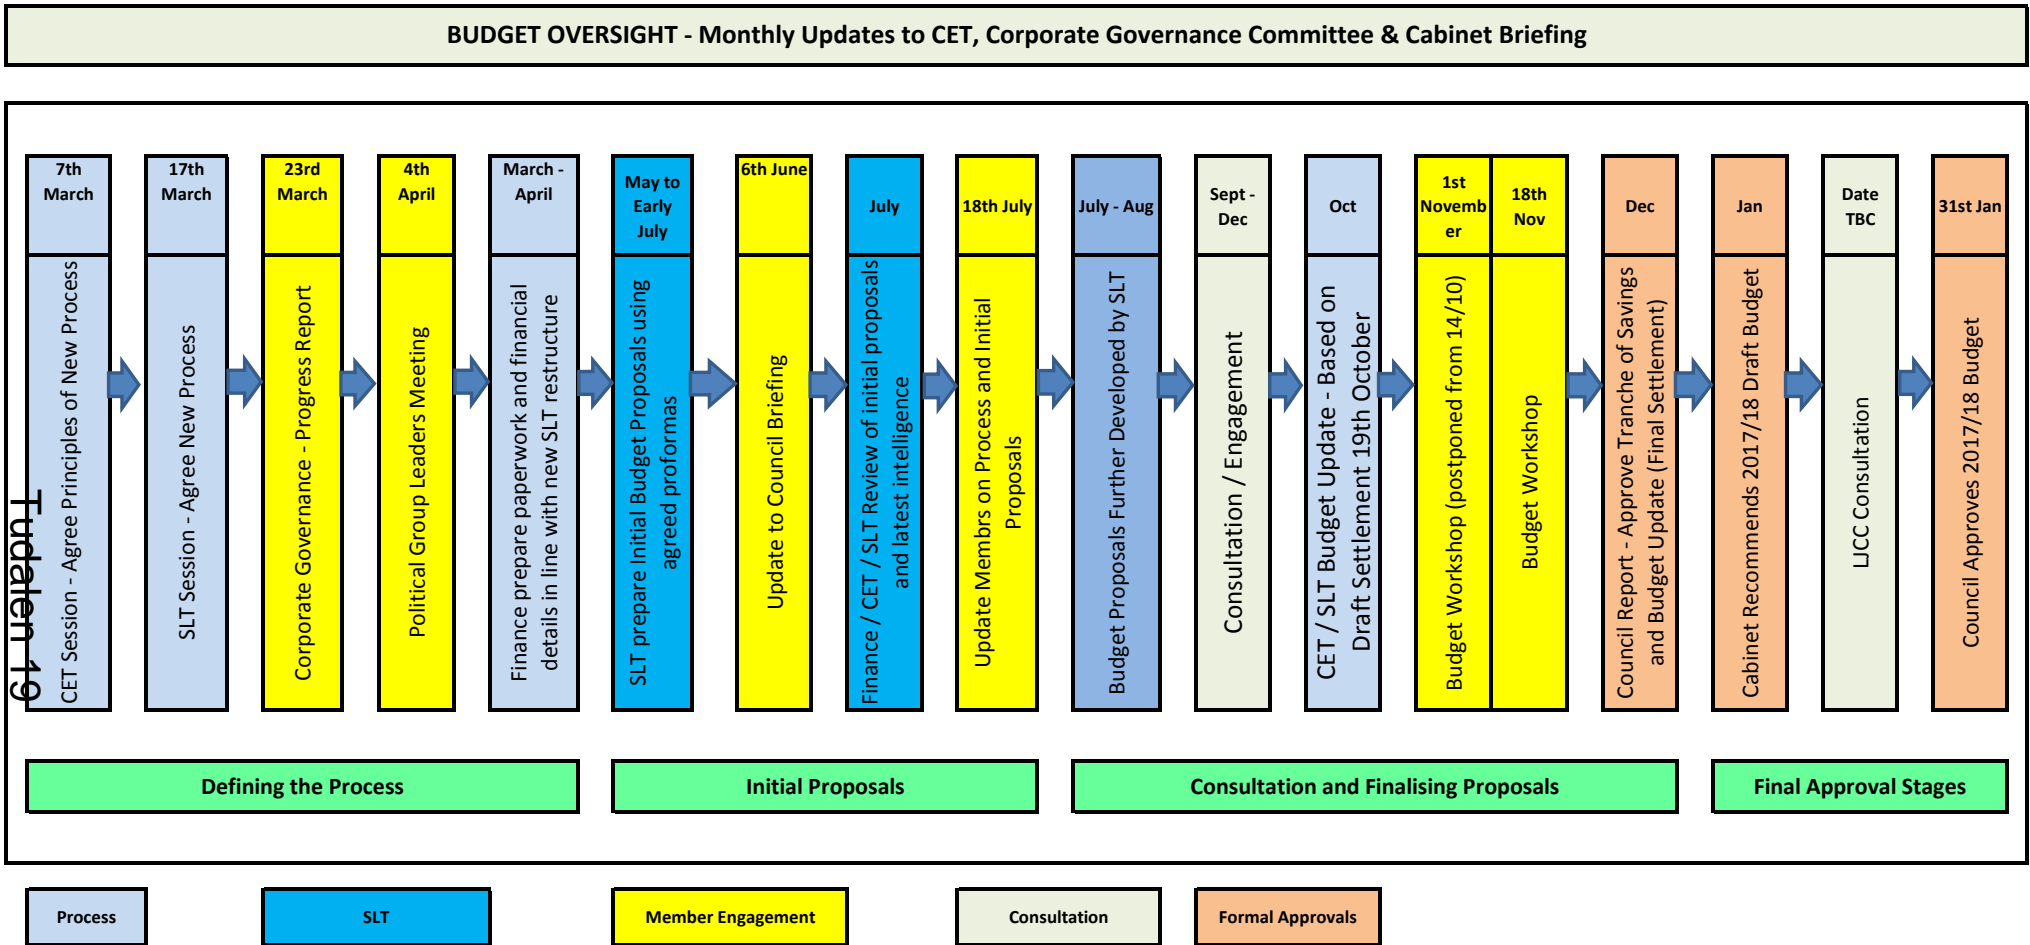 BUDGET OVERSIGHT - Monthly Updates to CET, Corporate Governance Committee & Cabinet Briefing
7th
March
CET Session - Agree Principles of New Process
17th
March
SLT Session - Agree New Process
23rd
March
Corporate Governance - Progress Report
4th
April
Political Group Leaders Meeting
March -
April
Finance prepare paperwork and financial
details in line with new SLT restructure
May to
Early
July
SLT prepare Initial Budget Proposals using
agreed proformas
6th June
Update to Council Briefing
July
Finance / CET / SLT Review of initial proposals
and latest intelligence
18th July
Update Membrs on Process and Initial
Proposals
July - Aug
Budget Proposals Further Developed by SLT
Sept -
Dec
Consultation / Engagement
Oct
CET / SLT Budget Update - Based on
Draft Settlement 19th October
1st
Novemb
er
Budget Workshop (postponed from 14/10)
18th
Nov
Budget Workshop
Dec
Council Report - Approve Tranche of Savings
and Budget Update (Final Settlement)
Jan
Cabinet Recommends 2017/18 Draft Budget
Date
TBC
LJCC Consultation
31st Jan
Council Approves 2017/18 Budget
Tudalen 19
Defining the Process
Initial Proposals
Consultation and Finalising Proposals
Final Approval Stages
Process
SLT
Member Engagement
Consultation
Formal Approvals